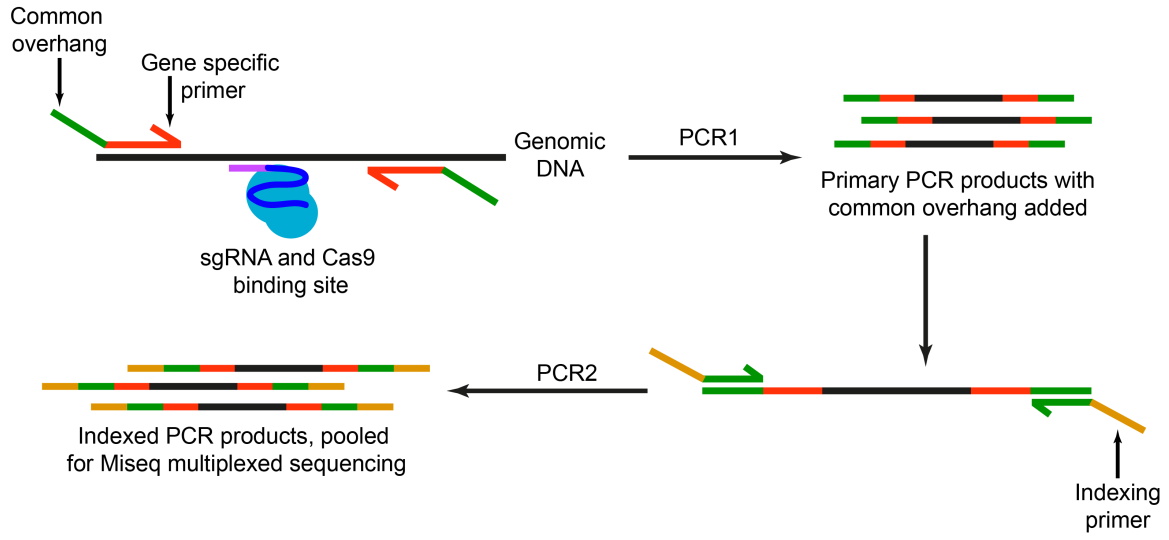 Common
overhang
Gene specific
primer
Genomic
DNA
sgRNA and Cas9
binding site
PCR1
Primary PCR products with
common overhang added
PCR2
Indexed PCR products, pooled
for Miseq multiplexed sequencing
Indexing
primer